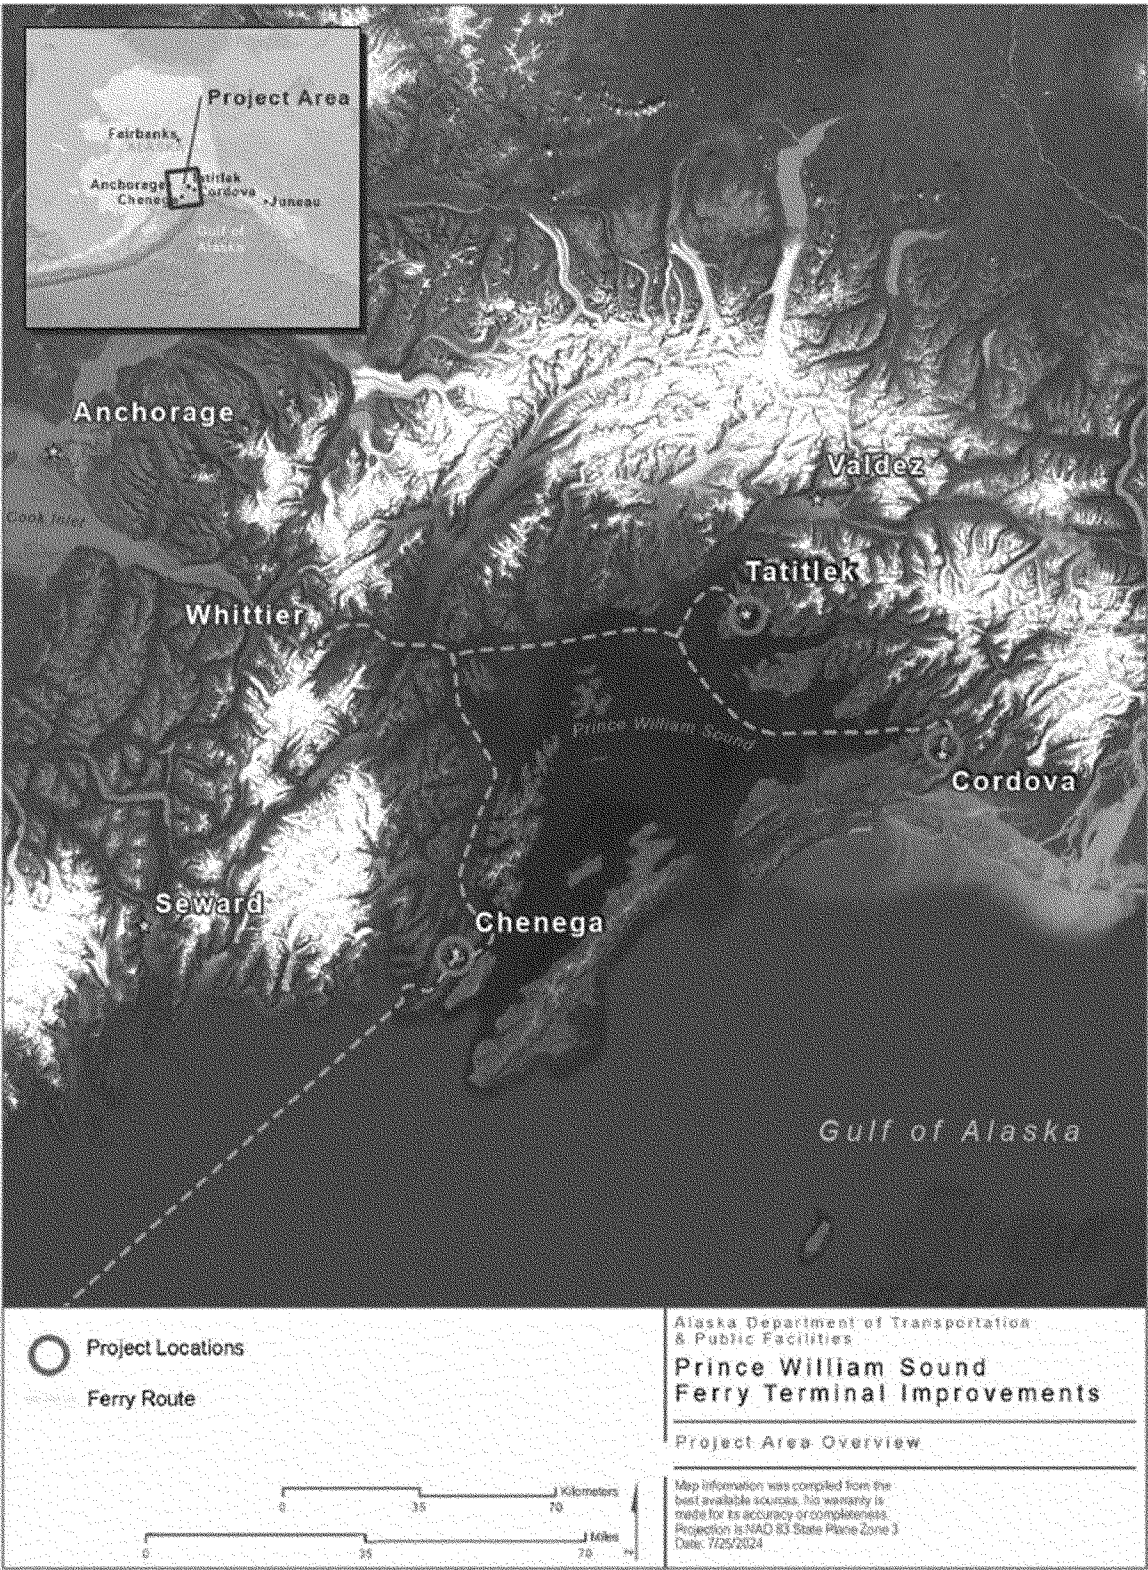 Project Area
Fairbanks
Anchorage
Tatitlek
Cordova
Chenega
Juneau
Gulf of
Alaska
Anchorage
Valdez
Cook Inlet
Tatitlek
Whittier
Prince William Sound
Cordova
Seward
Chenega
Gulf of Alaska
Project Locations
Ferry Route
Kilometers
0 35 70
Miles
0 35 70
Z
Alaska Department of Transportation
& Public Facilities
Prince William Sound
Ferry Terminal Improvements
Project Area Overview
Map information was compiled from the
best available sources. No warranty is
made for its accuracy or completeness.
Projection is NAD 83 State Plane Zone 3
Date: 7/25/2024